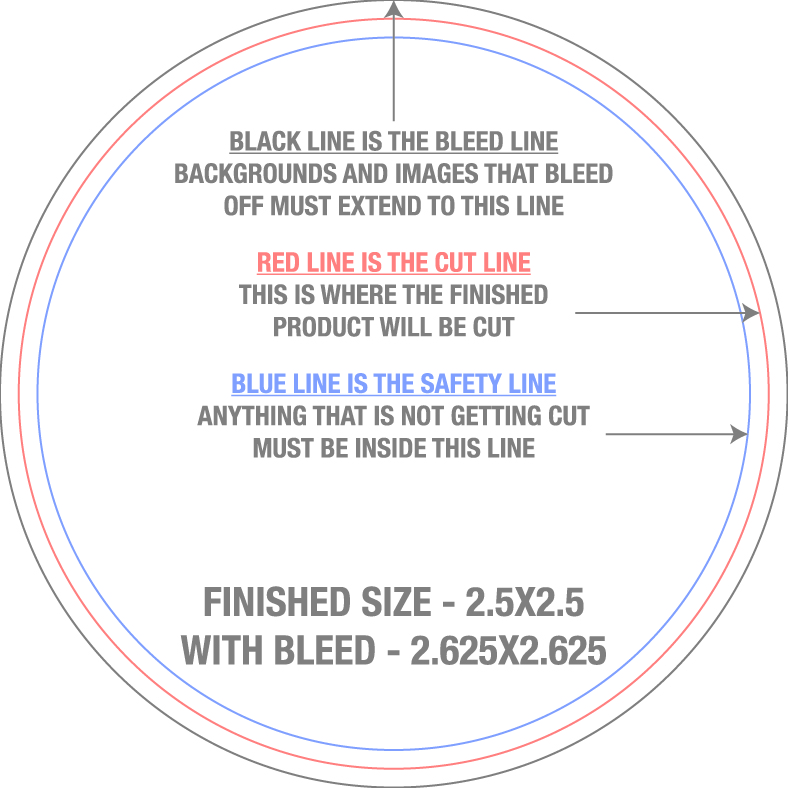 BLACK LINE IS THE BLEED LINE
BACKGROUNDS AND IMAGES THAT BLEED
OFF MUST EXTEND TO THIS LINE
RED LINE IS THE CUT LINE
THIS IS WHERE THE FINISHED
PRODUCT WILL BE CUT
BLUE LINE IS THE SAFETY LINE
ANYTHING THAT IS NOT GETTING CUT
MUST BE INSIDE THIS LINE
FINISHED SIZE - 2.5X2.5
WITH BLEED - 2.625X2.625